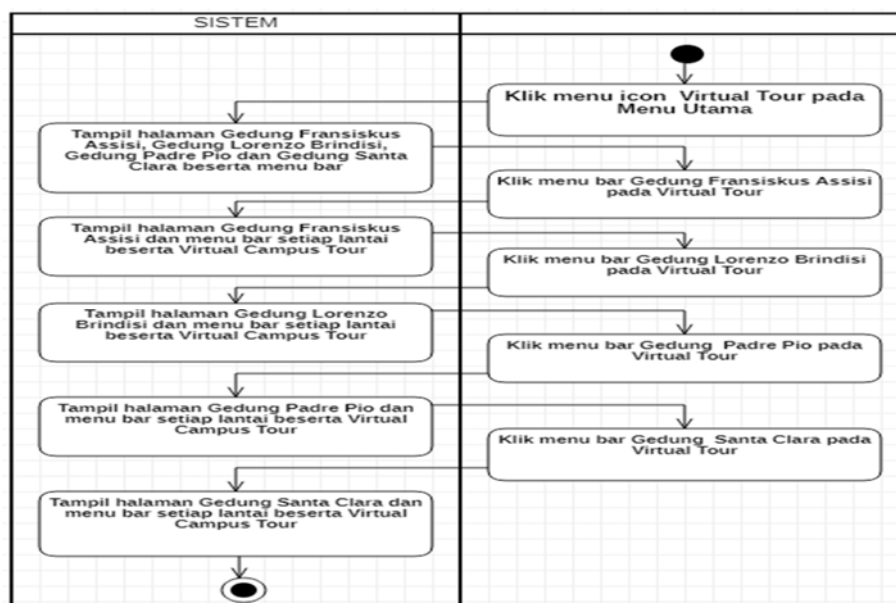 SISTEM
Klik menu icon Virtual Tour pada
Menu Utama
Tampil halaman Gedung Fransiskus
Assisi, Gedung Lorenzo Brindisi,
Gedung Padre Pio dan Gedung Santa
Clara beserta menu bar
Klik menu bar Gedung Fransiskus Assisi
pada Virtual Tour
Tampil halaman Gedung Fransiskus
Assisi dan menu bar setiap lantai
beserta Virtual Campus Tour
Klik menu bar Gedung Lorenzo Brindisi
pada Virtual Tour
Tampil halaman Gedung Lorenzo
Brindisi dan menu bar setiap lantai
beserta Virtual Campus Tour
Klik menu bar Gedung Padre Pio pada
Virtual Tour
Tampil halaman Gedung Padre Pio dan
menu bar setiap lantai beserta Virtual
Campus Tour
Klik menu bar Gedung Santa Clara pada
Virtual Tour
Tampil halaman Gedung Santa Clara dan
menu bar setiap lantai beserta Virtual
Campus Tour